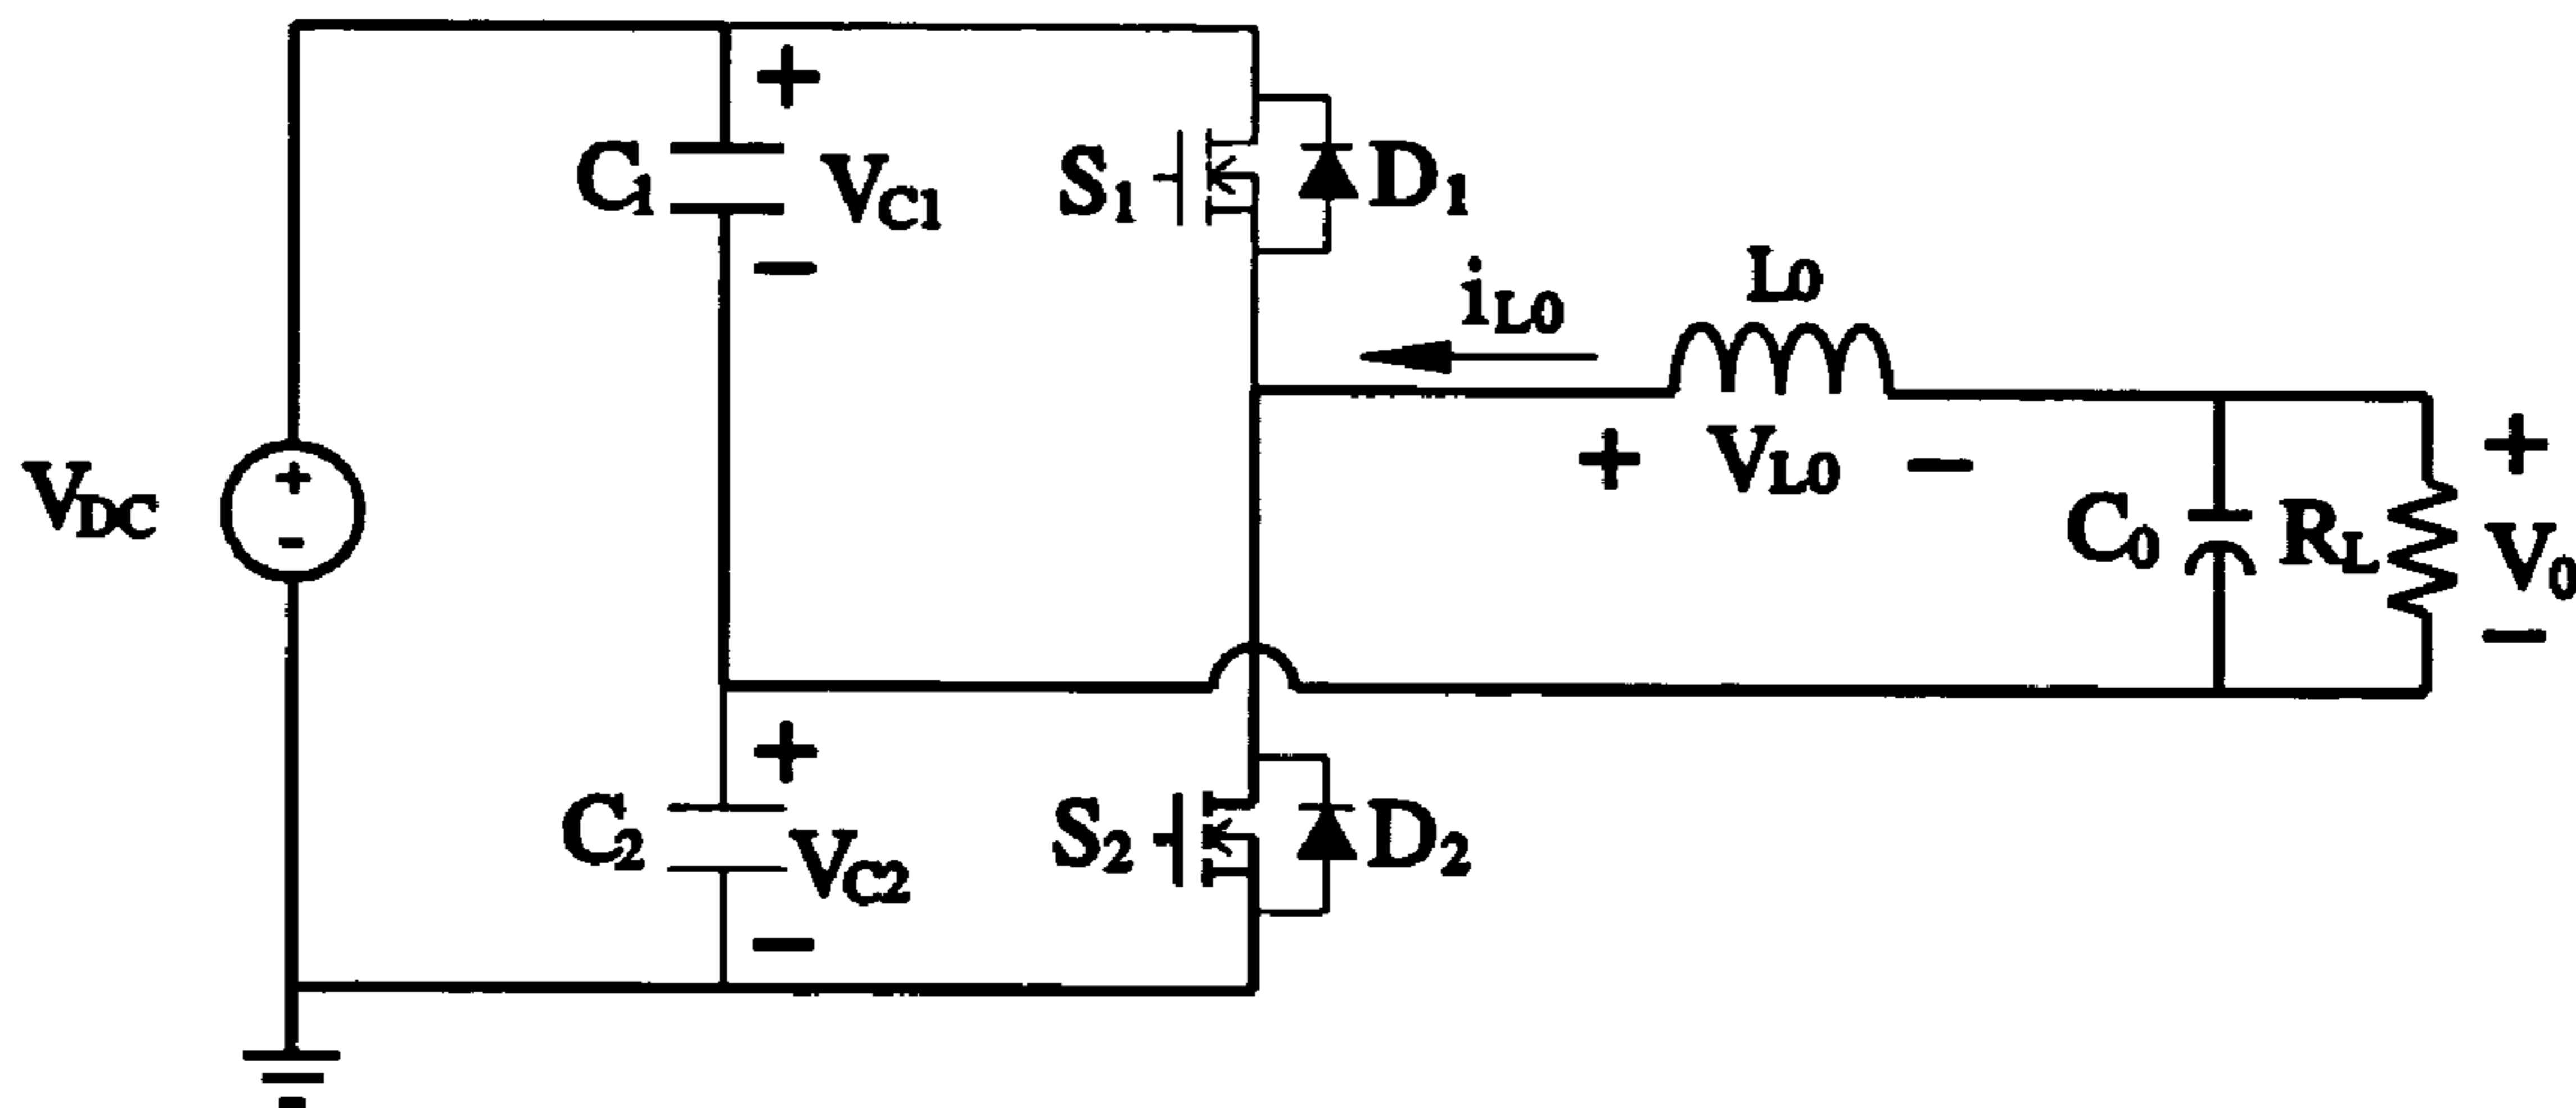 +
C1
VC1
−
S1
D1
iL0
L0
+ VL0 −
VDC
+
-
C0
RL
+
V0
−
+
C2
VC2
−
S2
D2